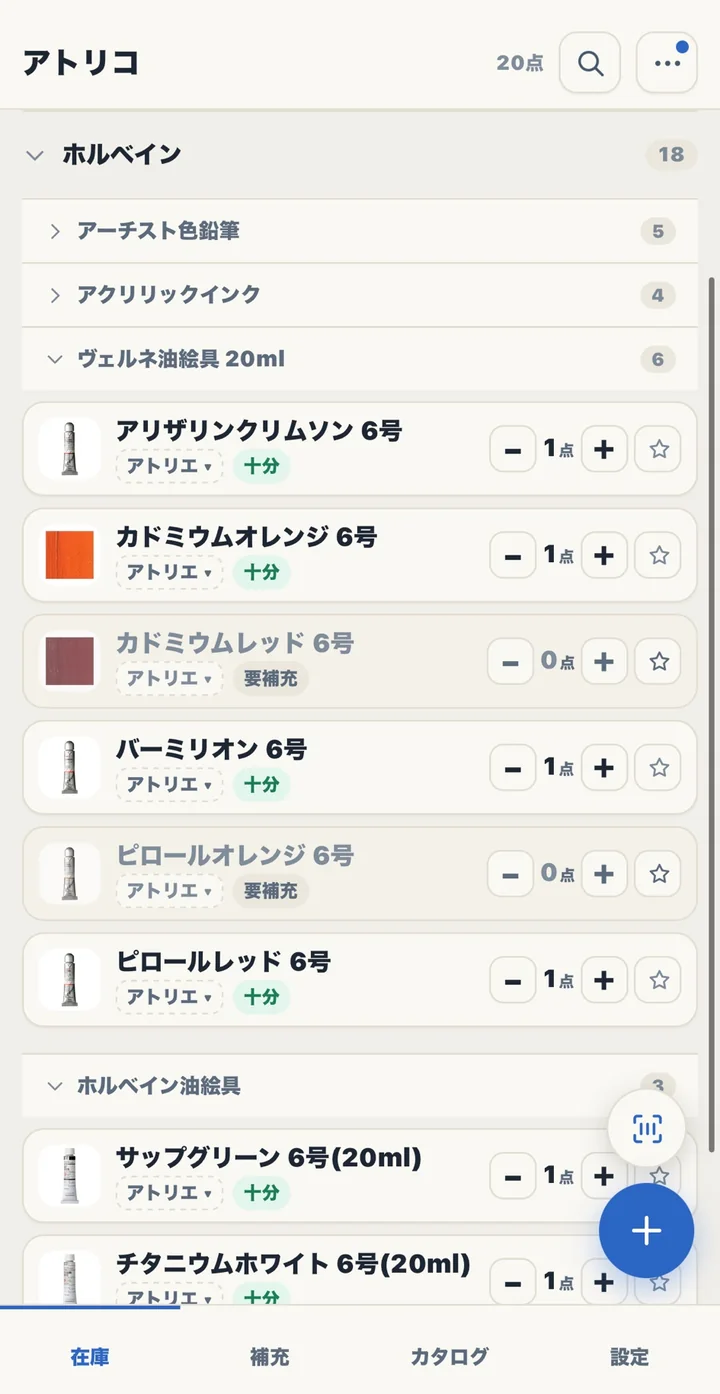 アトリコ
20点
ホルベイン
18
アーチスト色鉛筆
5
アクリリックインク
4
ヴェルネ油絵具 20ml
6
アリザリンクリムソン 6号
アトリエ ▾ 十分
− 1点 +
カドミウムオレンジ 6号
アトリエ ▾ 十分
− 1点 +
カドミウムレッド 6号
アトリエ ▾ 要補充
− 0点 +
バーミリオン 6号
アトリエ ▾ 十分
− 1点 +
ピロールオレンジ 6号
アトリエ ▾ 要補充
− 0点 +
ピロールレッド 6号
アトリエ ▾ 十分
− 1点 +
ホルベイン油絵具
3
サップグリーン 6号(20ml)
アトリエ ▾ 十分
− 1点 +
チタニウムホワイト 6号(20ml)
アトリエ ▾ 十分
− 1点 +
在庫
補充
カタログ
設定